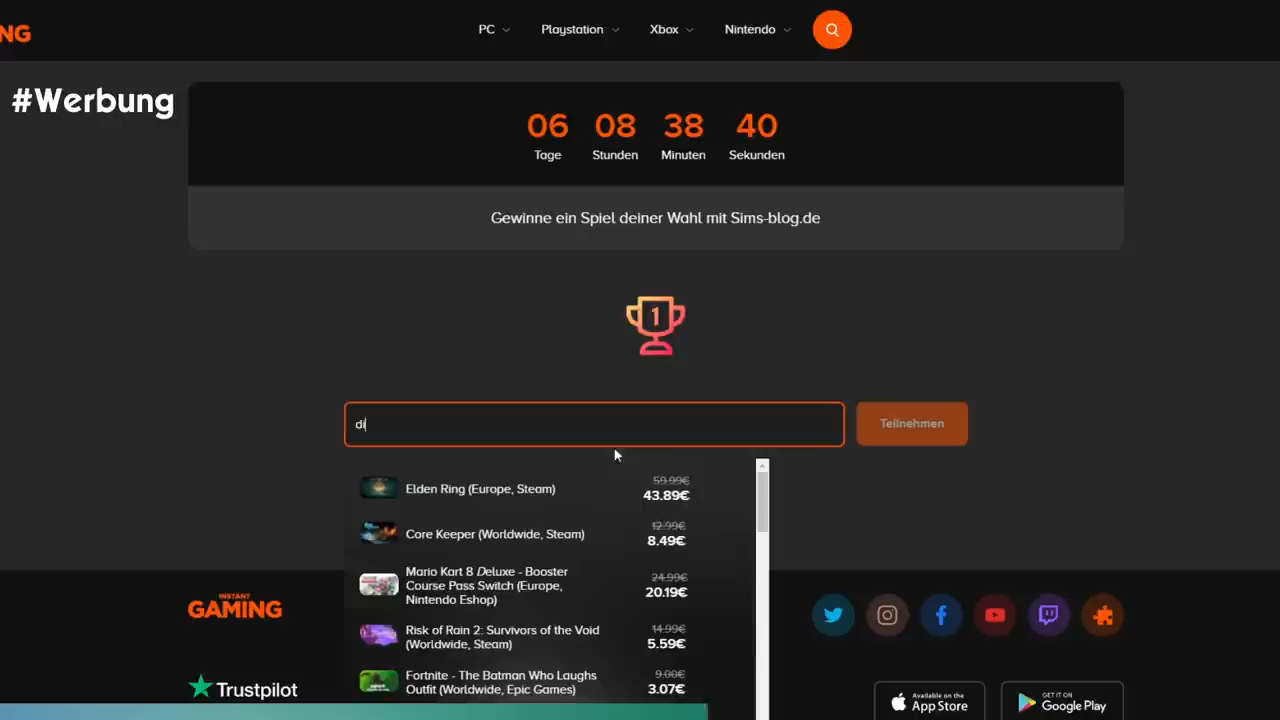 NG
PC
Playstation
Xbox
Nintendo
#Werbung
06 08 38 40
Tage Stunden Minuten Sekunden
Gewinne ein Spiel deiner Wahl mit Sims-blog.de
1
di
Teilnehmen
Elden Ring (Europe, Steam)
59.99€
43.89€
Core Keeper (Worldwide, Steam)
12.99€
8.49€
Mario Kart 8 Deluxe - Booster
Course Pass Switch (Europe,
Nintendo Eshop)
24.99€
20.19€
Risk of Rain 2: Survivors of the Void
(Worldwide, Steam)
14.99€
5.59€
Fortnite - The Batman Who Laughs
Outfit (Worldwide, Epic Games)
9.00€
3.07€
INSTANT
GAMING
Trustpilot
Available on the
App Store
GET IT ON
Google Play